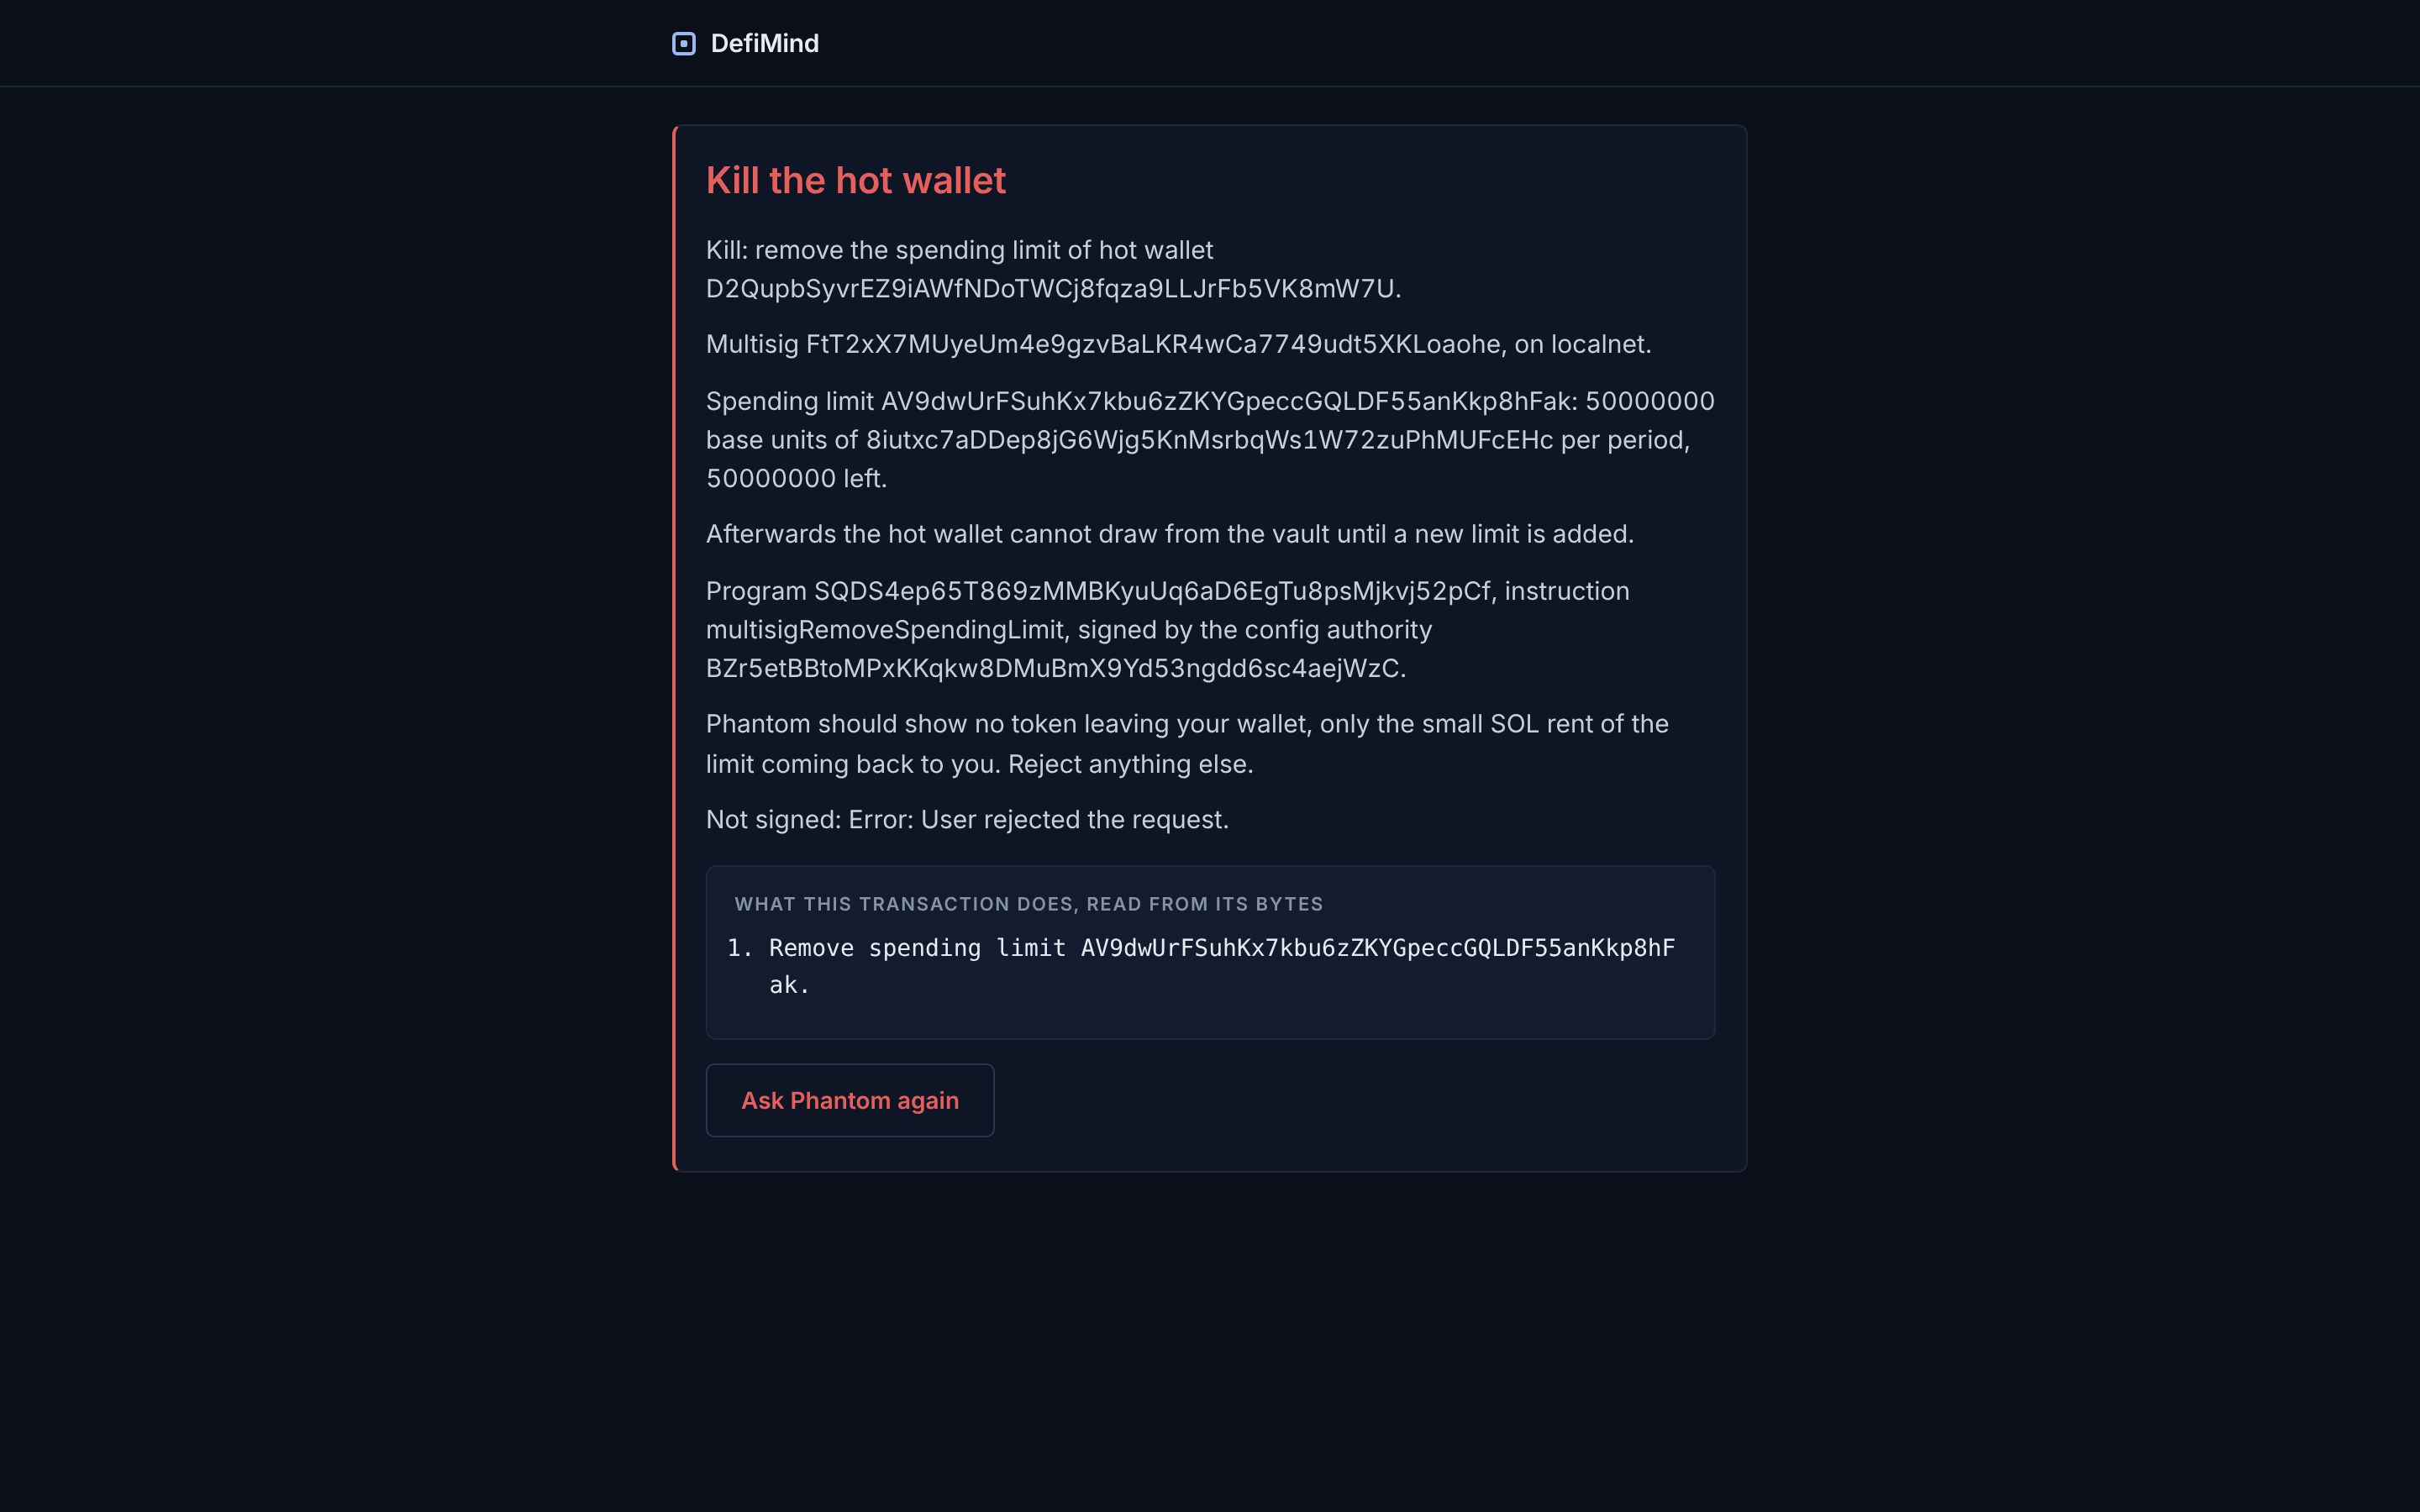 DefiMind
Kill the hot wallet
Kill: remove the spending limit of hot wallet
D2QupbSyvrEZ9iAWfNDoTWCj8fqza9LLJrFb5VK8mW7U.
Multisig FtT2xX7MUyeUm4e9gzvBaLKR4wCa7749udt5XKLoaohe, on localnet.
Spending limit AV9dwUrFSuhKx7kbu6zZKYGpeccGQLDF55anKkp8hFak: 50000000
base units of 8iutxc7aDDep8jG6Wjg5KnMsrbqWs1W72zuPhMUFcEHc per period,
50000000 left.
Afterwards the hot wallet cannot draw from the vault until a new limit is added.
Program SQDS4ep65T869zMMBKyuUq6aD6EgTu8psMjkvj52pCf, instruction
multisigRemoveSpendingLimit, signed by the config authority
BZr5etBBtoMPxKKqkw8DMuBmX9Yd53ngdd6sc4aejWzC.
Phantom should show no token leaving your wallet, only the small SOL rent of the
limit coming back to you. Reject anything else.
Not signed: Error: User rejected the request.
WHAT THIS TRANSACTION DOES, READ FROM ITS BYTES
1. Remove spending limit AV9dwUrFSuhKx7kbu6zZKYGpeccGQLDF55anKkp8hF
ak.
Ask Phantom again